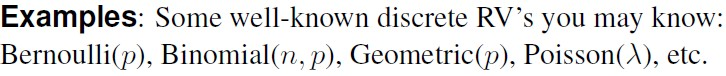 Examples: Some well-known discrete RV's you may know:
Bernoulli(p), Binomial(n, p), Geometric(p), Poisson(λ), etc.